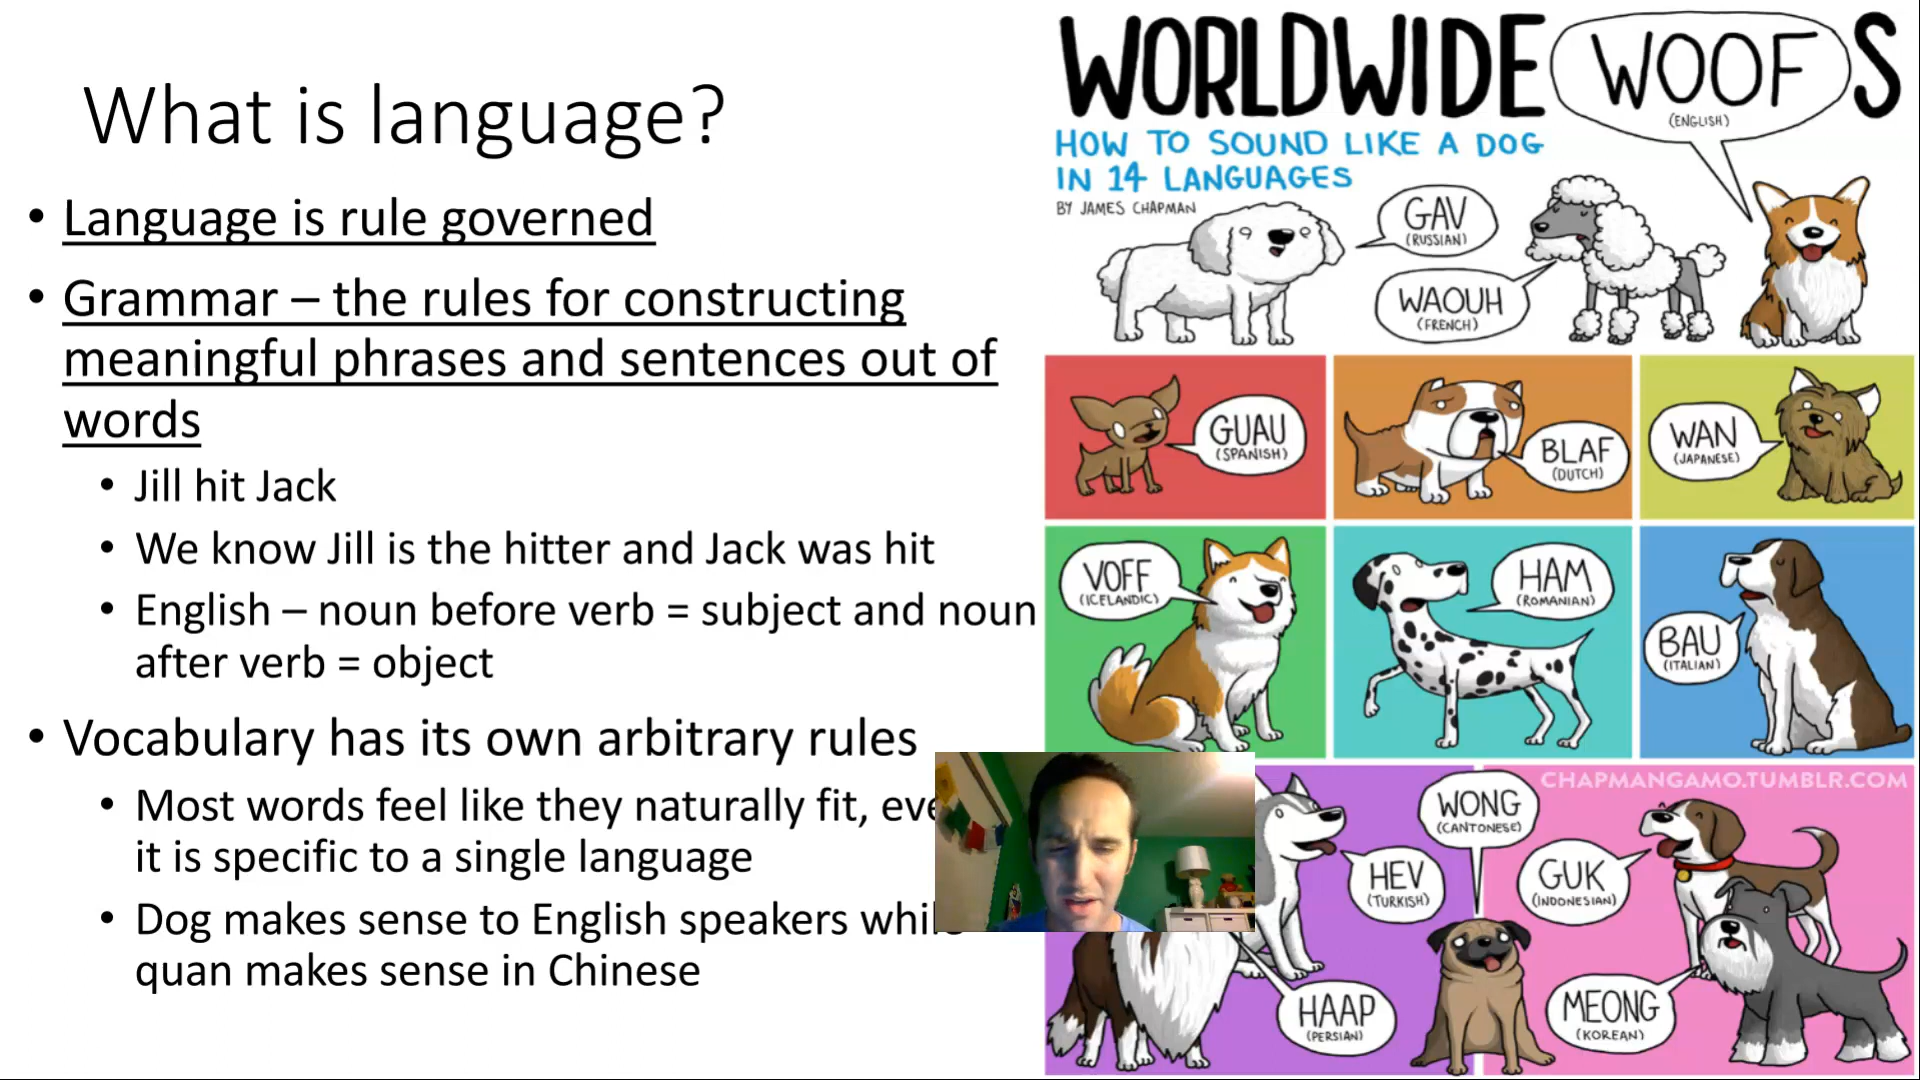 What is language?
• Language is rule governed
• Grammar – the rules for constructing
meaningful phrases and sentences out of
words
• Jill hit Jack
• We know Jill is the hitter and Jack was hit
• English – noun before verb = subject and noun
after verb = object
• Vocabulary has its own arbitrary rules
• Most words feel like they naturally fit,
it is specific to a single language
• Dog makes sense to English speakers
quan makes sense in Chinese
WORLDWIDE WOOF S
(ENGLISH)
HOW TO SOUND LIKE A DOG
IN 14 LANGUAGES
BY JAMES CHAPMAN
GAV
(RUSSIAN)
WAOUH
(FRENCH)
GUAU
(SPANISH)
BLAF
(DUTCH)
WAN
(JAPANESE)
VOFF
(ICELANDIC)
HAM
(ROMANIAN)
BAU
(ITALIAN)
CHAPMANGAMO.TUMBLR.COM
WONG
(CANTONESE)
HEV
(TURKISH)
GUK
(INDONESIAN)
HAAP
(PERSIAN)
MEONG
(KOREAN)